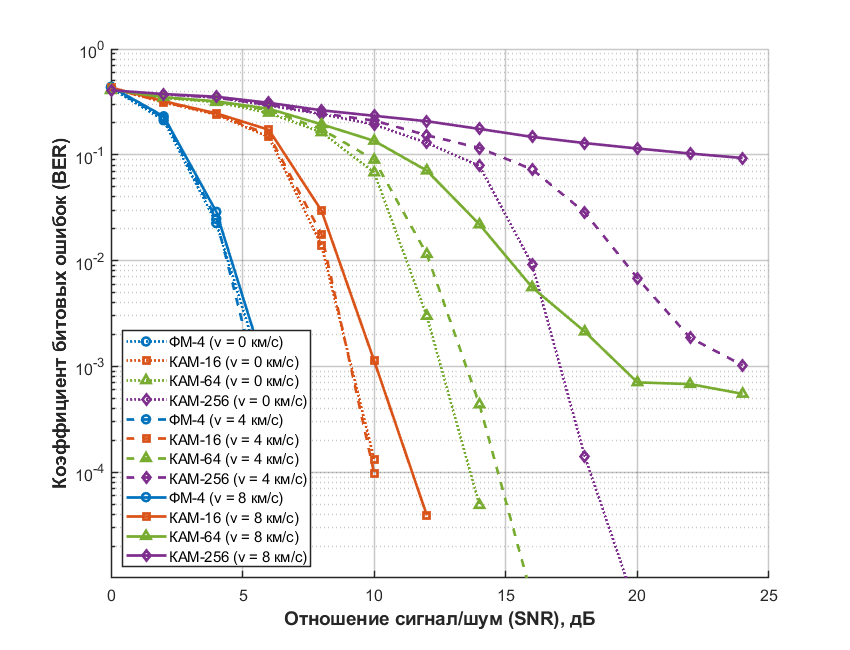 10^0
10^-1
10^-2
10^-3
10^-4
Коэффициент битовых ошибок (BER)
ФМ-4 (v = 0 км/с)
КАМ-16 (v = 0 км/с)
КАМ-64 (v = 0 км/с)
КАМ-256 (v = 0 км/с)
ФМ-4 (v = 4 км/с)
КАМ-16 (v = 4 км/с)
КАМ-64 (v = 4 км/с)
КАМ-256 (v = 4 км/с)
ФМ-4 (v = 8 км/с)
КАМ-16 (v = 8 км/с)
КАМ-64 (v = 8 км/с)
КАМ-256 (v = 8 км/с)
0 5 10 15 20 25
Отношение сигнал/шум (SNR), дБ